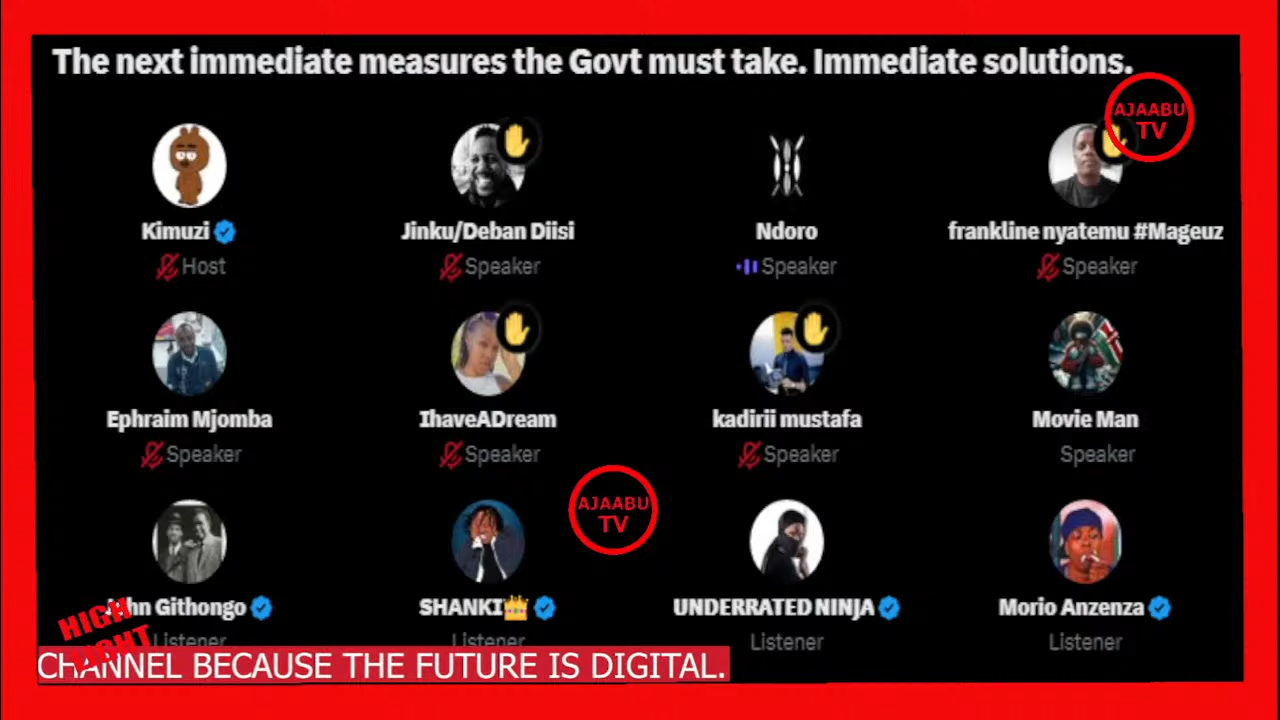 The next immediate measures the Govt must take. Immediate solutions.
AJAABU
TV
Kimuzi
Host
Jinku/Deban Diisi
Speaker
Ndoro
Speaker
frankline nyatemu #Mageuz
Speaker
Ephraim Mjomba
Speaker
IhaveADream
Speaker
kadirii mustafa
Speaker
Movie Man
Speaker
AJAABU
TV
Githongo
Listener
SHANKI👑
Listener
UNDERRATED NINJA
Listener
Morio Anzenza
Listener
HIGH
CHANNEL BECAUSE THE FUTURE IS DIGITAL.